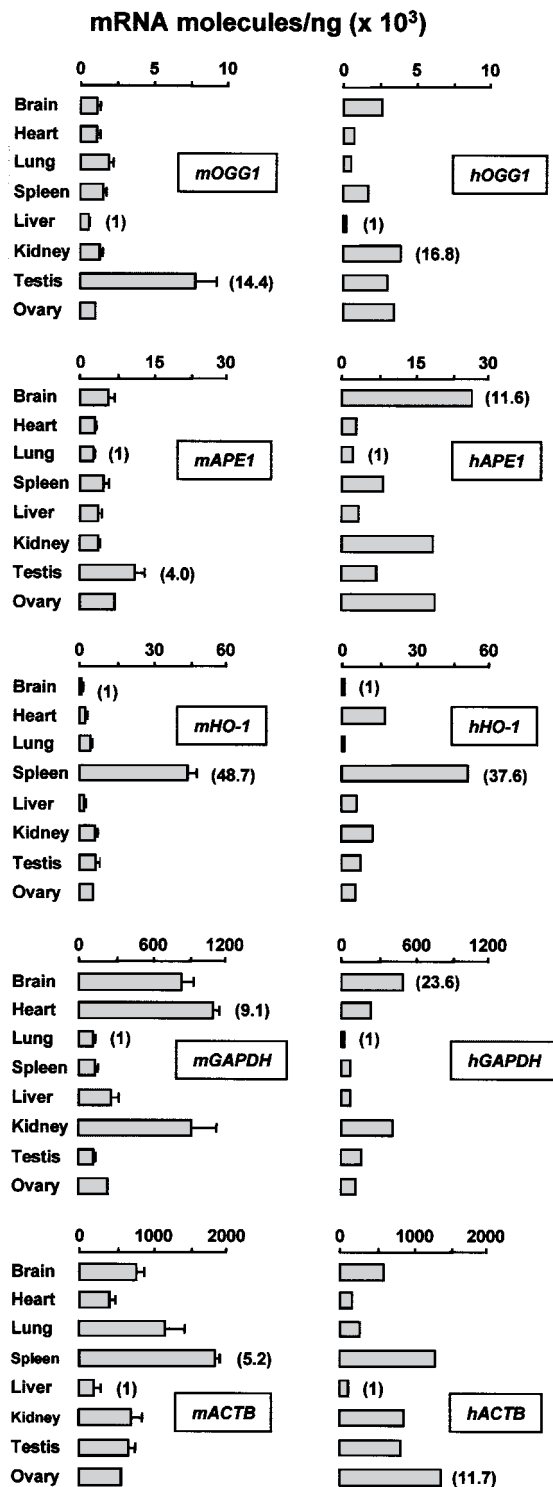 mRNA molecules/ng (x 10³)
0 5 10 0 5 10
Brain
Heart
Lung
Spleen
Liver (1) (1)
Kidney (16.8)
Testis (14.4)
Ovary
mOGG1 hOGG1
0 15 30 0 15 30
Brain (11.6)
Heart
Lung (1) (1)
Spleen
Liver
Kidney
Testis (4.0)
Ovary
mAPE1 hAPE1
0 30 60 0 30 60
Brain (1) (1)
Heart
Lung
Spleen (48.7) (37.6)
Liver
Kidney
Testis
Ovary
mHO-1 hHO-1
0 600 1200 0 600 1200
Brain (23.6)
Heart (9.1)
Lung (1) (1)
Spleen
Liver
Kidney
Testis
Ovary
mGAPDH hGAPDH
0 1000 2000 0 1000 2000
Brain
Heart
Lung
Spleen (5.2)
Liver (1) (1)
Kidney
Testis
Ovary (11.7)
mACTB hACTB